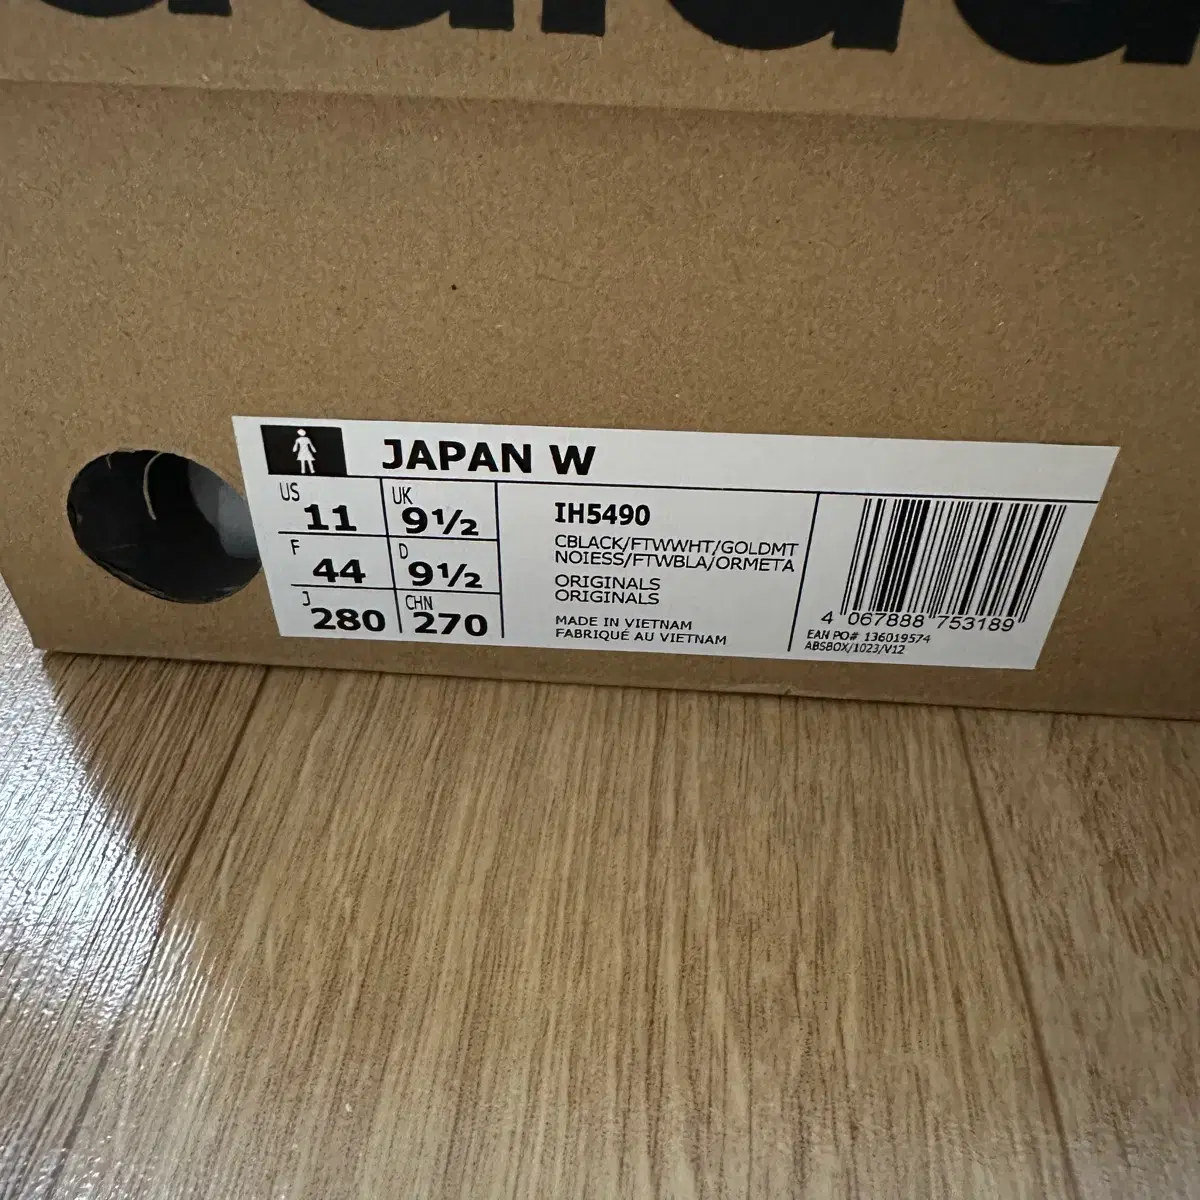 JAPAN W
US 11 UK 9½
F 44 D 9½
J 280 CHN 270
IH5490
CBLACK/FTWWHT/GOLDMT
NOIESS/FTWBLA/ORMETA
ORIGINALS
ORIGINALS
MADE IN VIETNAM
FABRIQUÉ AU VIETNAM
4 067888 753189
EAN PO# 136019574
ABSBOX/1023/V12